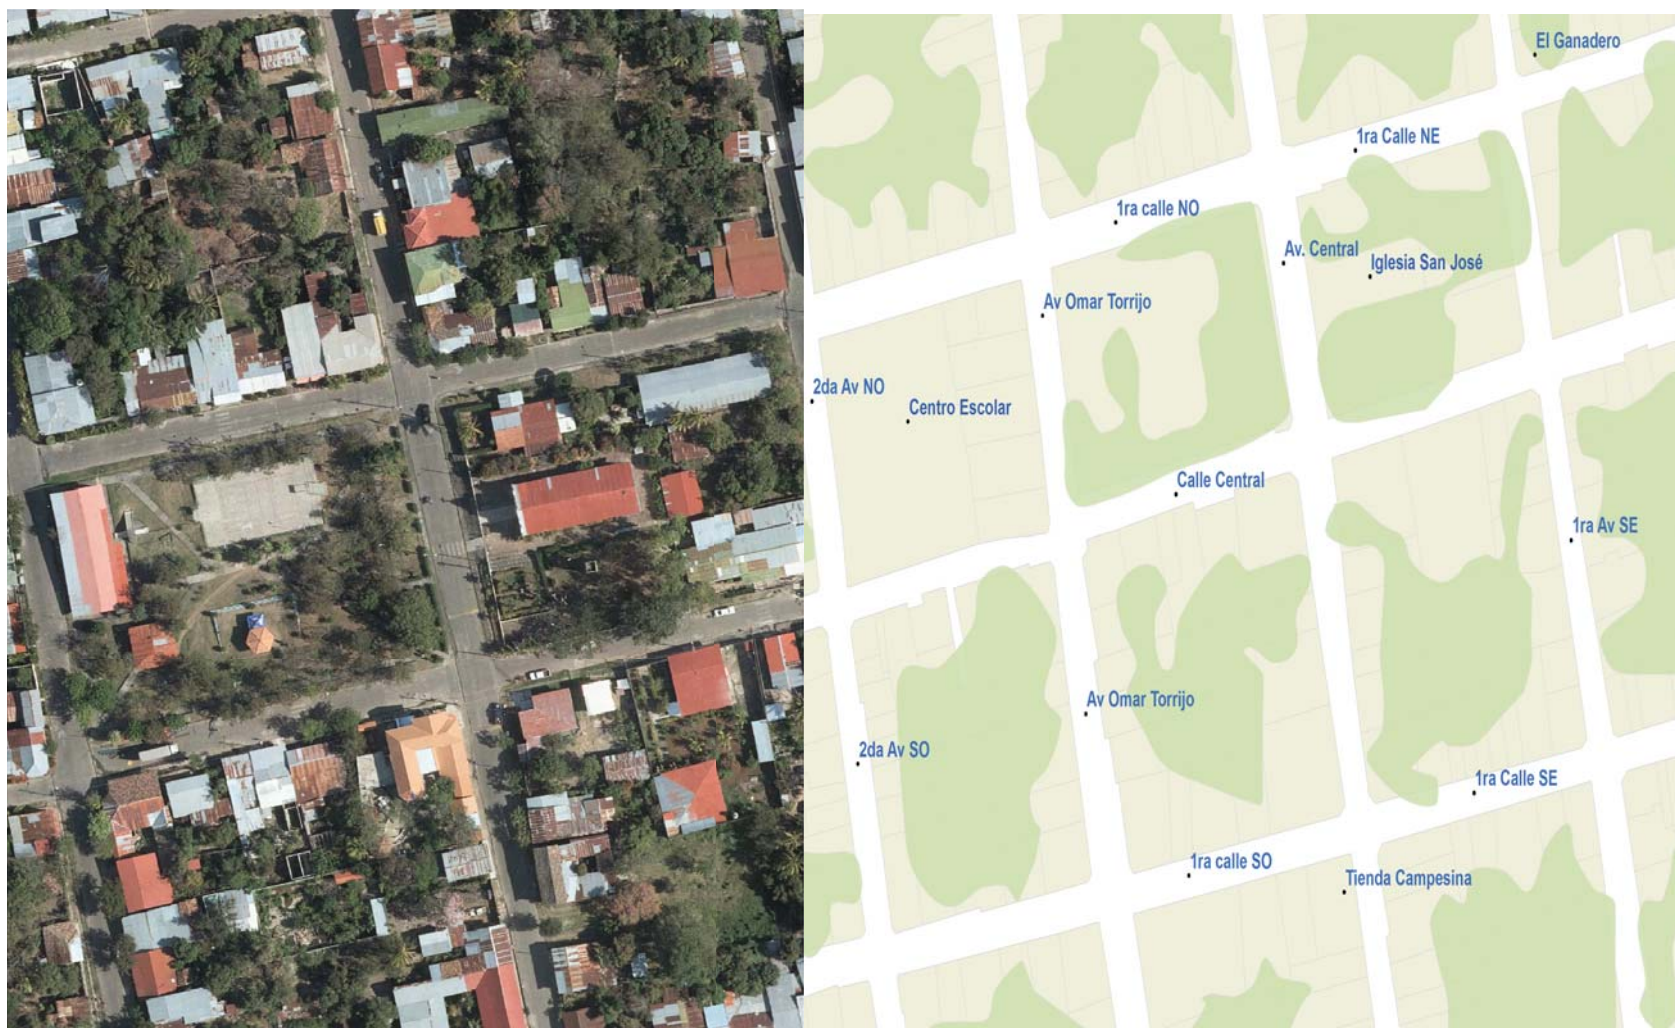 El Ganadero
1ra Calle NE
1ra calle NO
Av. Central
Iglesia San José
Av Omar Torrijo
2da Av NO
Centro Escolar
Calle Central
1ra Av SE
Av Omar Torrijo
2da Av SO
1ra Calle SE
1ra calle SO
Tienda Campesina